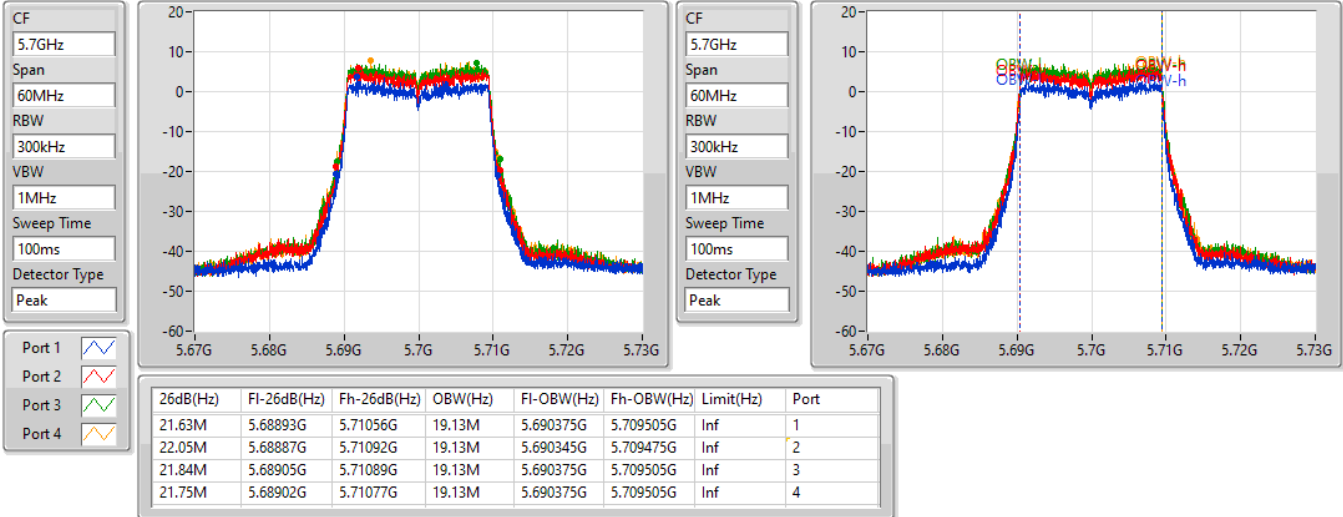 CF
5.7GHz
Span
60MHz
RBW
300kHz
VBW
1MHz
Sweep Time
100ms
Detector Type
Peak
20
10
0
-10
-20
-30
-40
-50
-60
5.67G 5.68G 5.69G 5.7G 5.71G 5.72G 5.73G
CF
5.7GHz
Span
60MHz
RBW
300kHz
VBW
1MHz
Sweep Time
100ms
Detector Type
Peak
20
10
0
-10
-20
-30
-40
-50
-60
OBW-h
5.67G 5.68G 5.69G 5.7G 5.71G 5.72G 5.73G
Port 1
Port 2
Port 3
Port 4
26dB(Hz) Fl-26dB(Hz) Fh-26dB(Hz) OBW(Hz) Fl-OBW(Hz) Fh-OBW(Hz) Limit(Hz) Port
21.63M 5.68893G 5.71056G 19.13M 5.690375G 5.709505G Inf 1
22.05M 5.68887G 5.71092G 19.13M 5.690345G 5.709475G Inf 2
21.84M 5.68905G 5.71089G 19.13M 5.690375G 5.709505G Inf 3
21.75M 5.68902G 5.71077G 19.13M 5.690375G 5.709505G Inf 4